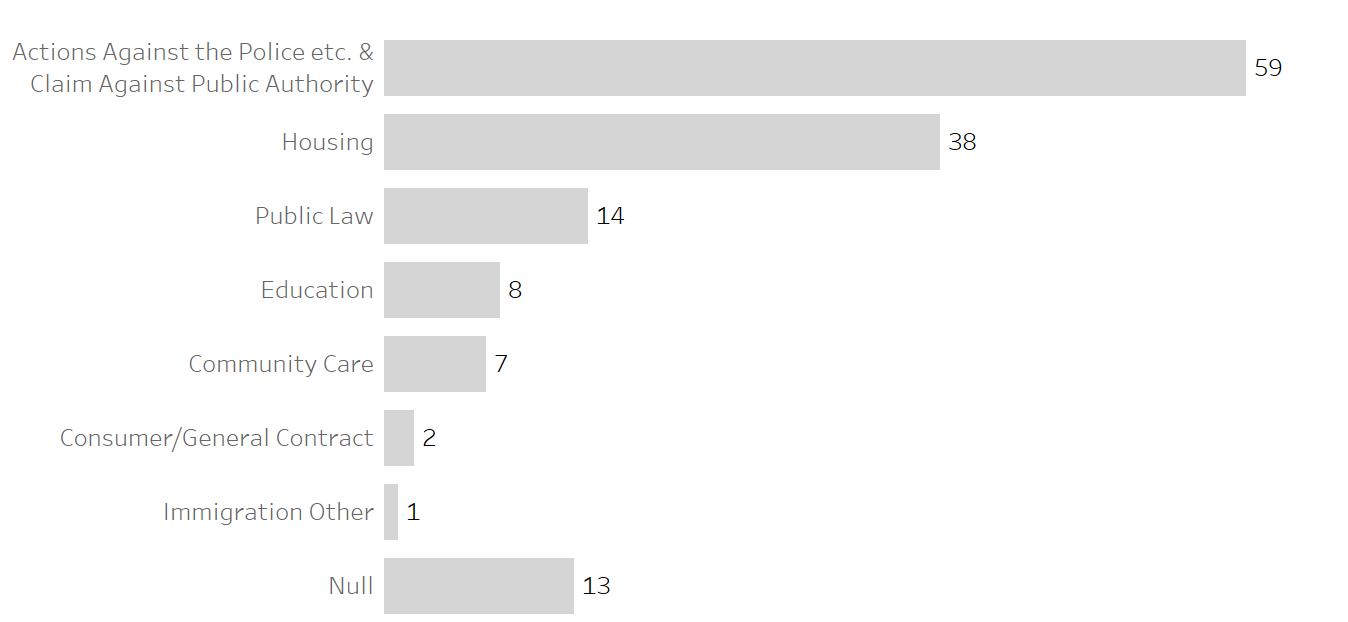 Actions Against the Police etc. &
Claim Against Public Authority
59
Housing
38
Public Law
14
Education
8
Community Care
7
Consumer/General Contract
2
Immigration Other
1
Null
13